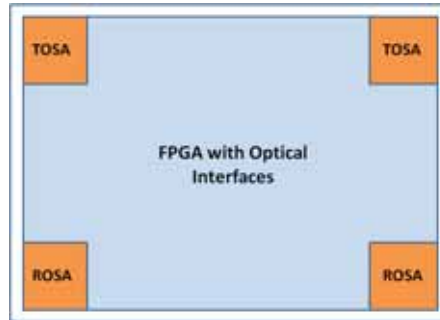 TOSA
TOSA
FPGA with Optical
Interfaces
ROSA
ROSA